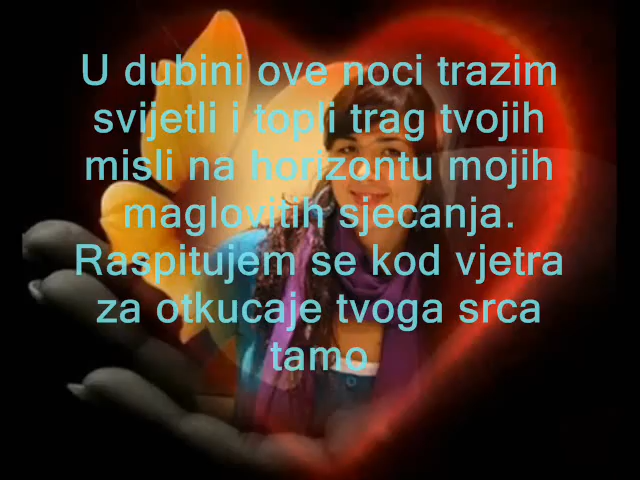 U dubini ove noci trazim
svijetli i topli trag tvojih
misli na horizontu mojih
maglovitih sjecanja.
Raspitujem se kod vjetra
za otkucaje tvoga srca
tamo